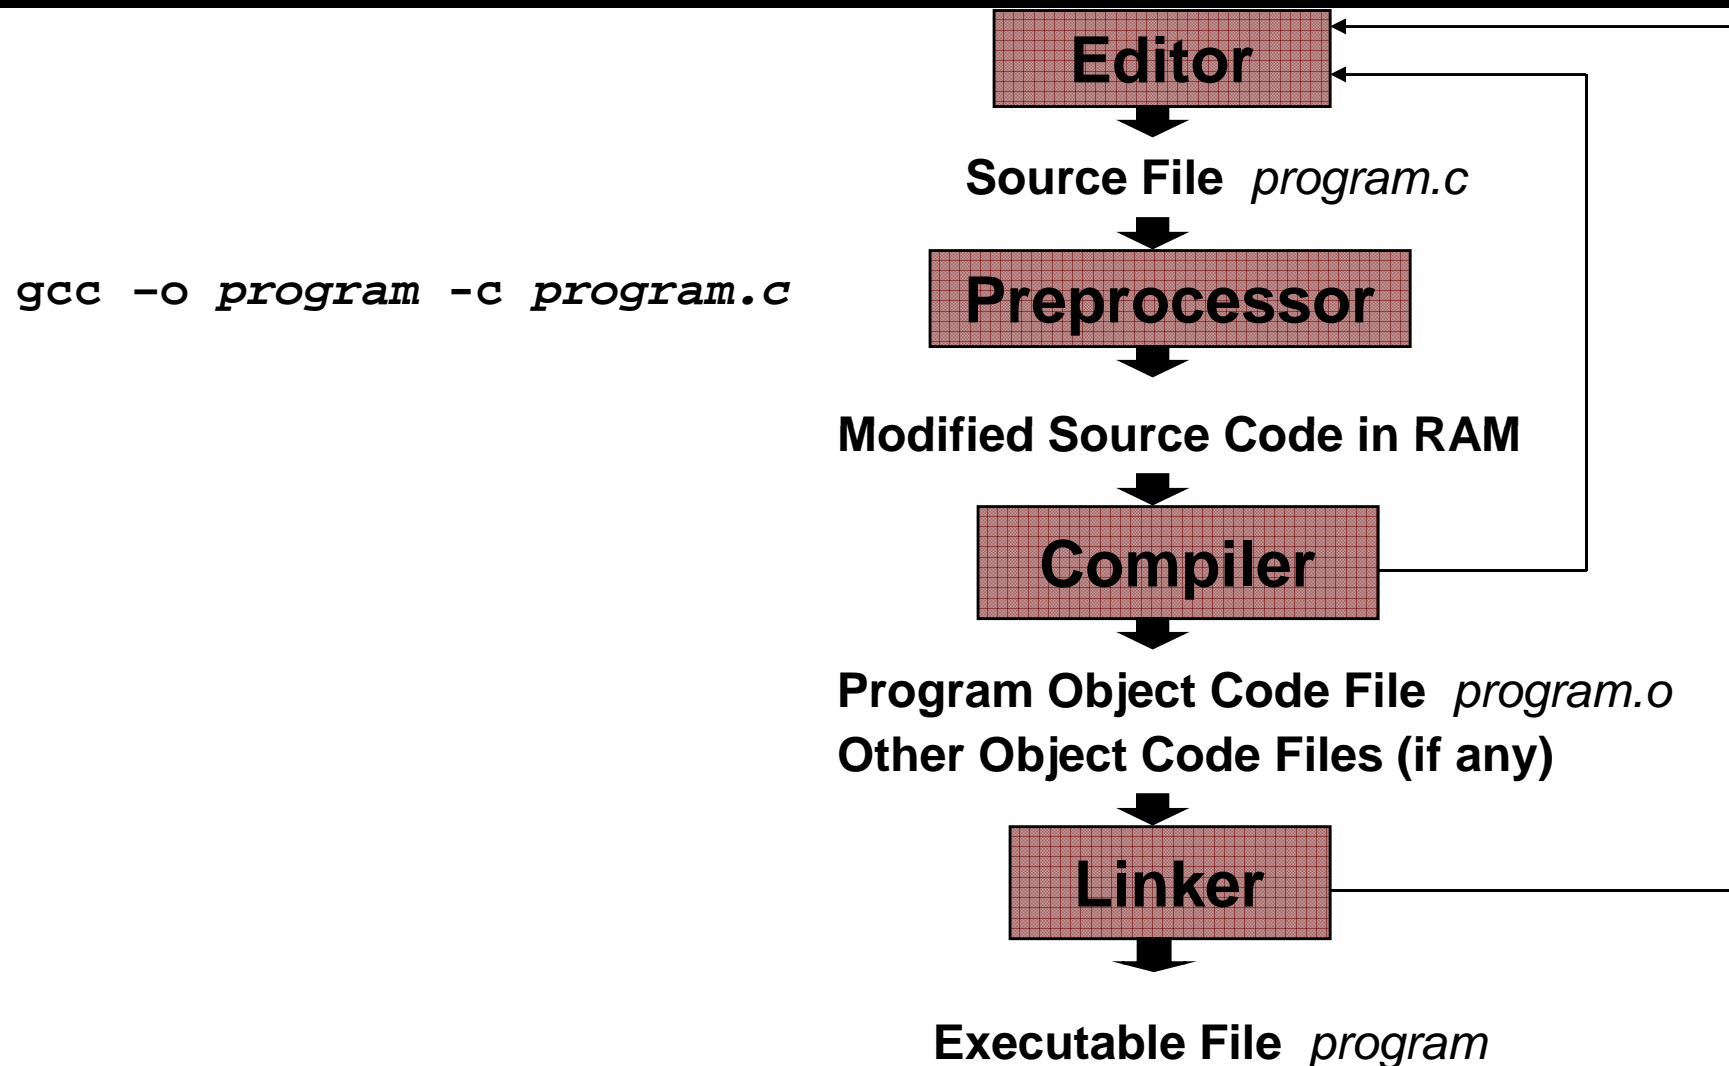 Editor
Source File program.c
gcc –o program -c program.c
Preprocessor
Modified Source Code in RAM
Compiler
Program Object Code File program.o
Other Object Code Files (if any)
Linker
Executable File program